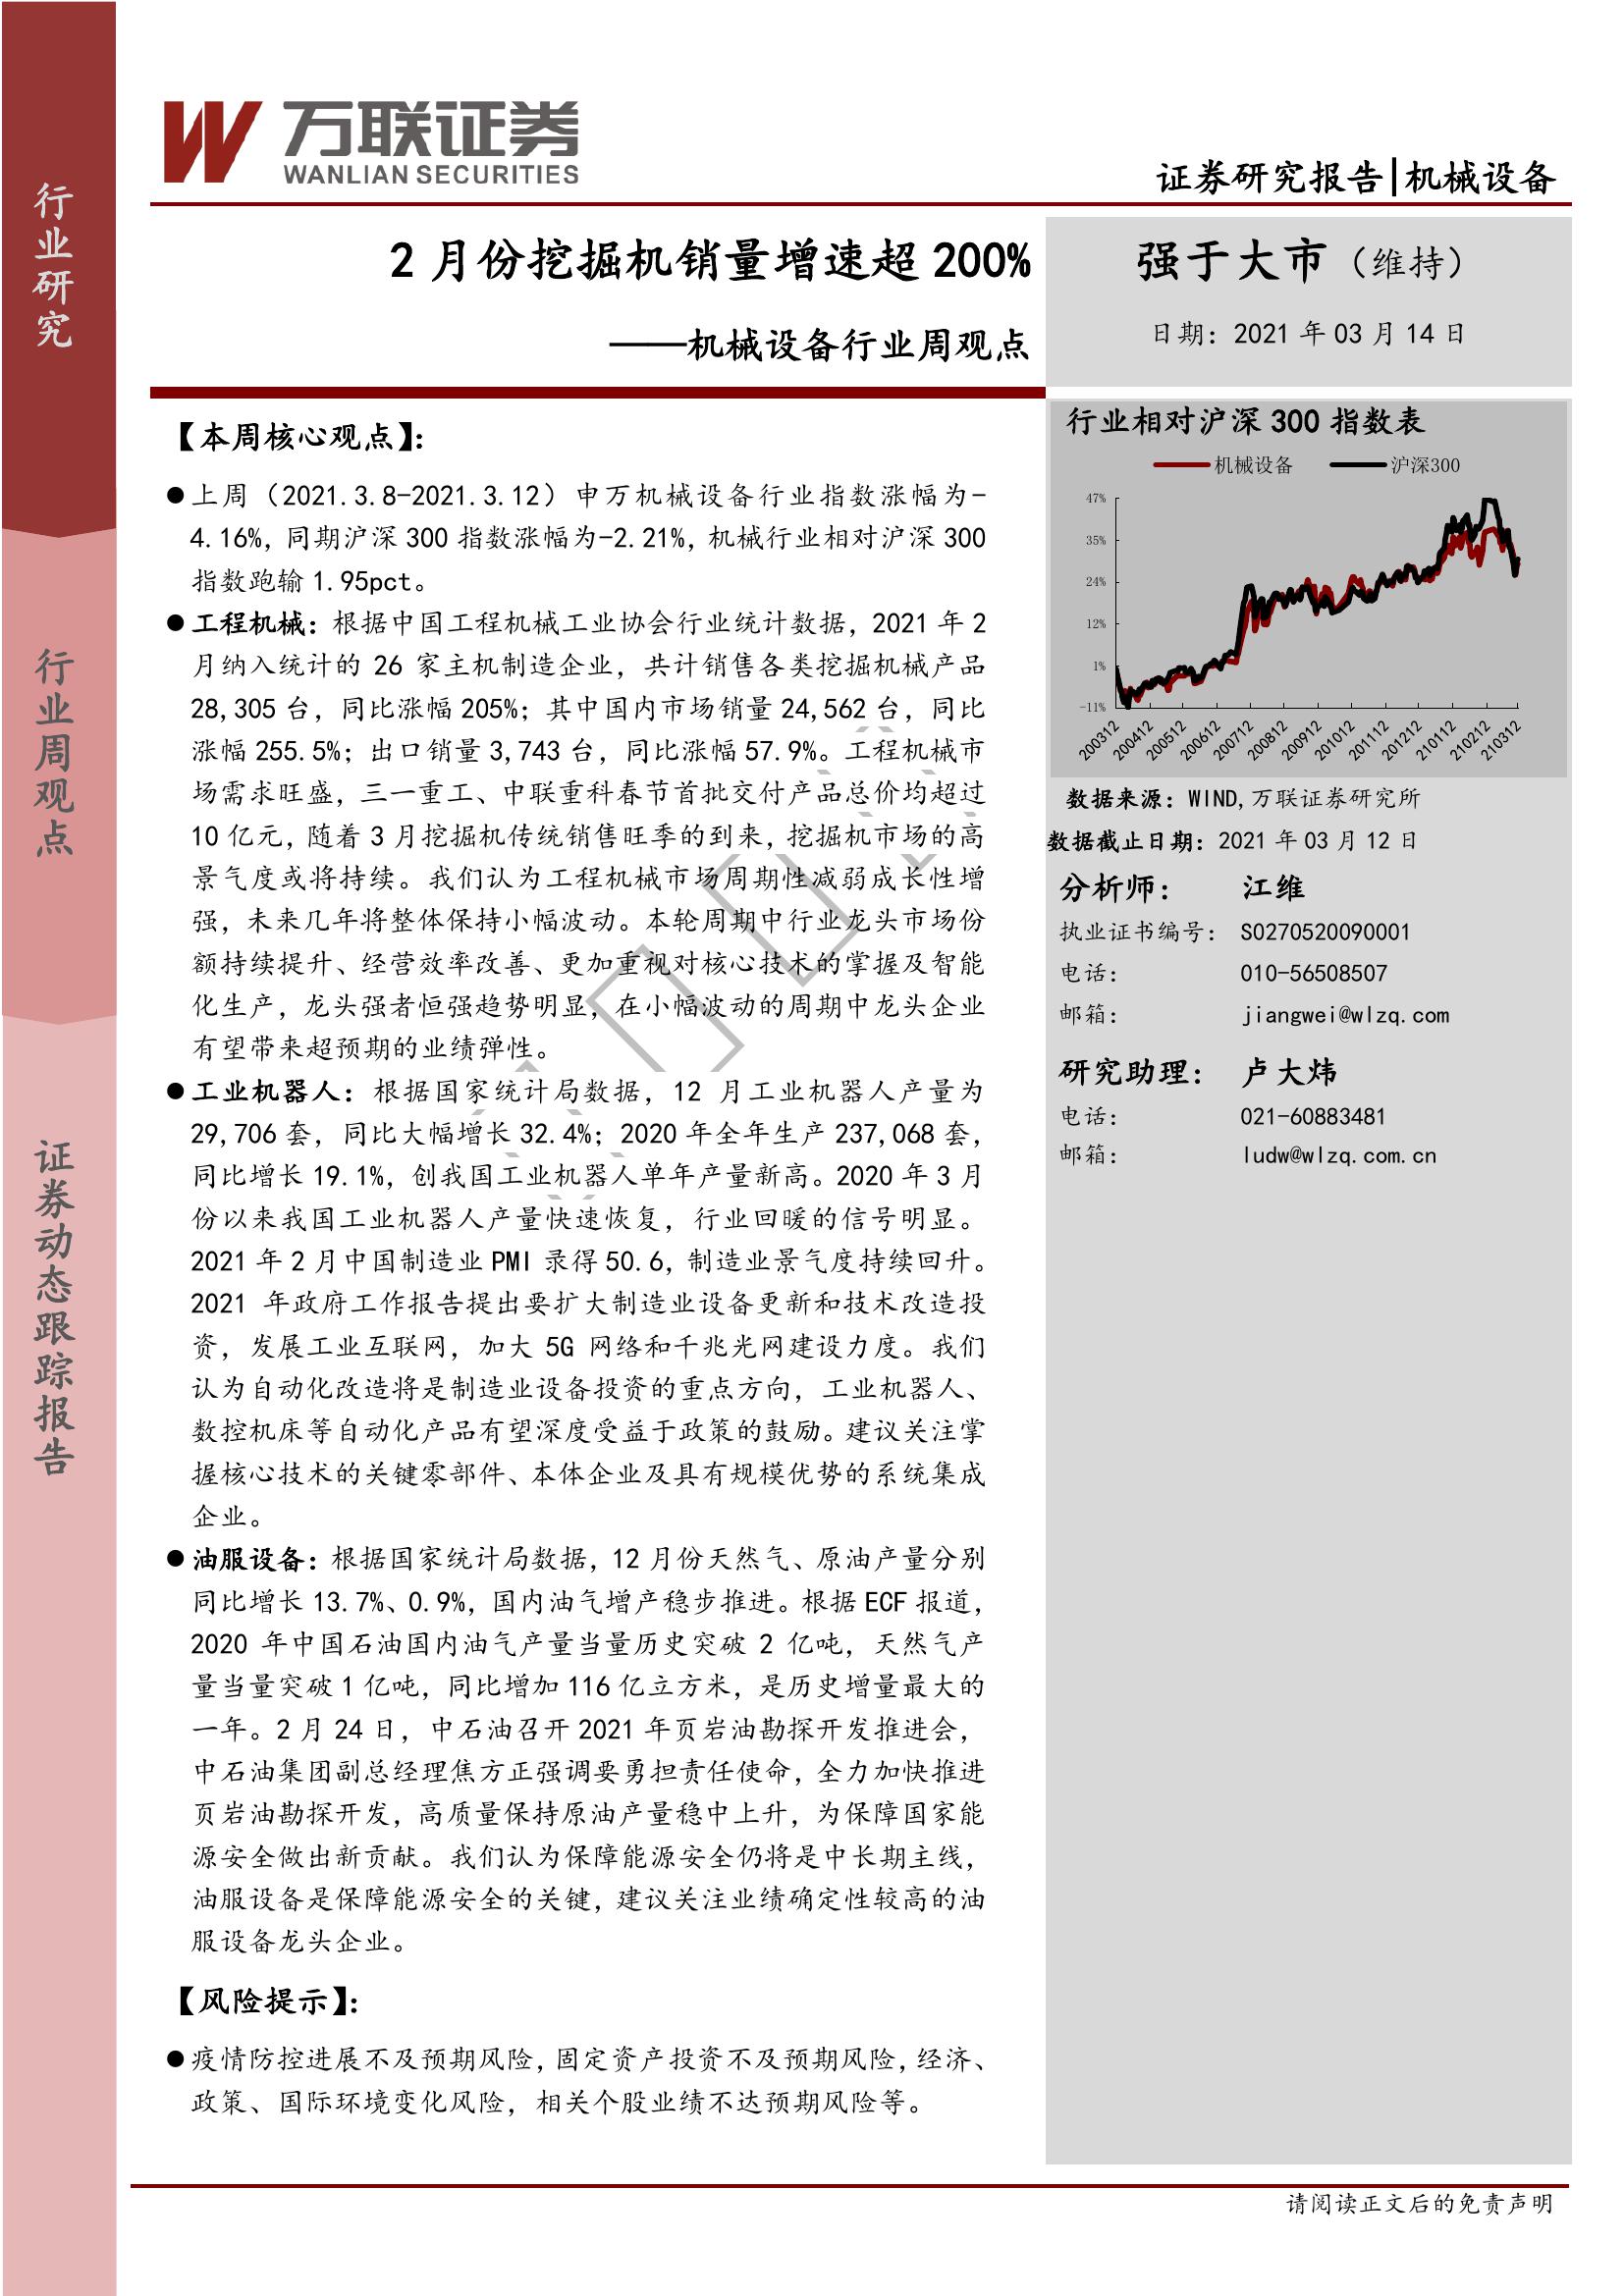 行业研究
行业周观点
证券动态跟踪报告
万联证券
WANLIAN SECURITIES
证券研究报告|机械设备
2 月份挖掘机销量增速超 200%
——机械设备行业周观点
强于大市（维持）
日期：2021 年 03 月 14 日
【本周核心观点】：
●上周（2021.3.8-2021.3.12）申万机械设备行业指数涨幅为-
4.16%，同期沪深 300 指数涨幅为-2.21%，机械行业相对沪深 300
指数跑输 1.95pct。
●工程机械：根据中国工程机械工业协会行业统计数据，2021 年 2
月纳入统计的 26 家主机制造企业，共计销售各类挖掘机械产品
28,305 台，同比涨幅 205%；其中国内市场销量 24,562 台，同比
涨幅 255.5%；出口销量 3,743 台，同比涨幅 57.9%。工程机械市
场需求旺盛，三一重工、中联重科春节首批交付产品总价均超过
10 亿元，随着 3 月挖掘机传统销售旺季的到来，挖掘机市场的高
景气度或将持续。我们认为工程机械市场周期性减弱成长性增
强，未来几年将整体保持小幅波动。本轮周期中行业龙头市场份
额持续提升、经营效率改善、更加重视对核心技术的掌握及智能
化生产，龙头强者恒强趋势明显，在小幅波动的周期中龙头企业
有望带来超预期的业绩弹性。
●工业机器人：根据国家统计局数据，12 月工业机器人产量为
29,706 套，同比大幅增长 32.4%；2020 年全年生产 237,068 套，
同比增长 19.1%，创我国工业机器人单年产量新高。2020 年 3 月
份以来我国工业机器人产量快速恢复，行业回暖的信号明显。
2021 年 2 月中国制造业 PMI 录得 50.6，制造业景气度持续回升。
2021 年政府工作报告提出要扩大制造业设备更新和技术改造投
资，发展工业互联网，加大 5G 网络和千兆光网建设力度。我们
认为自动化改造将是制造业设备投资的重点方向，工业机器人、
数控机床等自动化产品有望深度受益于政策的鼓励。建议关注掌
握核心技术的关键零部件、本体企业及具有规模优势的系统集成
企业。
●油服设备：根据国家统计局数据，12 月份天然气、原油产量分别
同比增长 13.7%、0.9%，国内油气增产稳步推进。根据 ECF 报道，
2020 年中国石油国内油气产量当量历史突破 2 亿吨，天然气产
量当量突破 1 亿吨，同比增加 116 亿立方米，是历史增量最大的
一年。2 月 24 日，中石油召开 2021 年页岩油勘探开发推进会，
中石油集团副总经理焦方正强调要勇担责任使命，全力加快推进
页岩油勘探开发，高质量保持原油产量稳中上升，为保障国家能
源安全做出新贡献。我们认为保障能源安全仍将是中长期主线，
油服设备是保障能源安全的关键，建议关注业绩确定性较高的油
服设备龙头企业。
【风险提示】：
●疫情防控进展不及预期风险，固定资产投资不及预期风险，经济、
政策、国际环境变化风险，相关个股业绩不达预期风险等。
行业相对沪深 300 指数表
机械设备 沪深300
47%
35%
24%
12%
1%
-11%
200312 200412 200512 200612 200712 200812 200912 201012 201112 201212 210112 210212 210312
数据来源：WIND,万联证券研究所
数据截止日期：2021 年 03 月 12 日
分析师： 江维
执业证书编号： S0270520090001
电话： 010-56508507
邮箱： jiangwei@wlzq.com
研究助理： 卢大炜
电话： 021-60883481
邮箱： ludw@wlzq.com.cn
请阅读正文后的免责声明